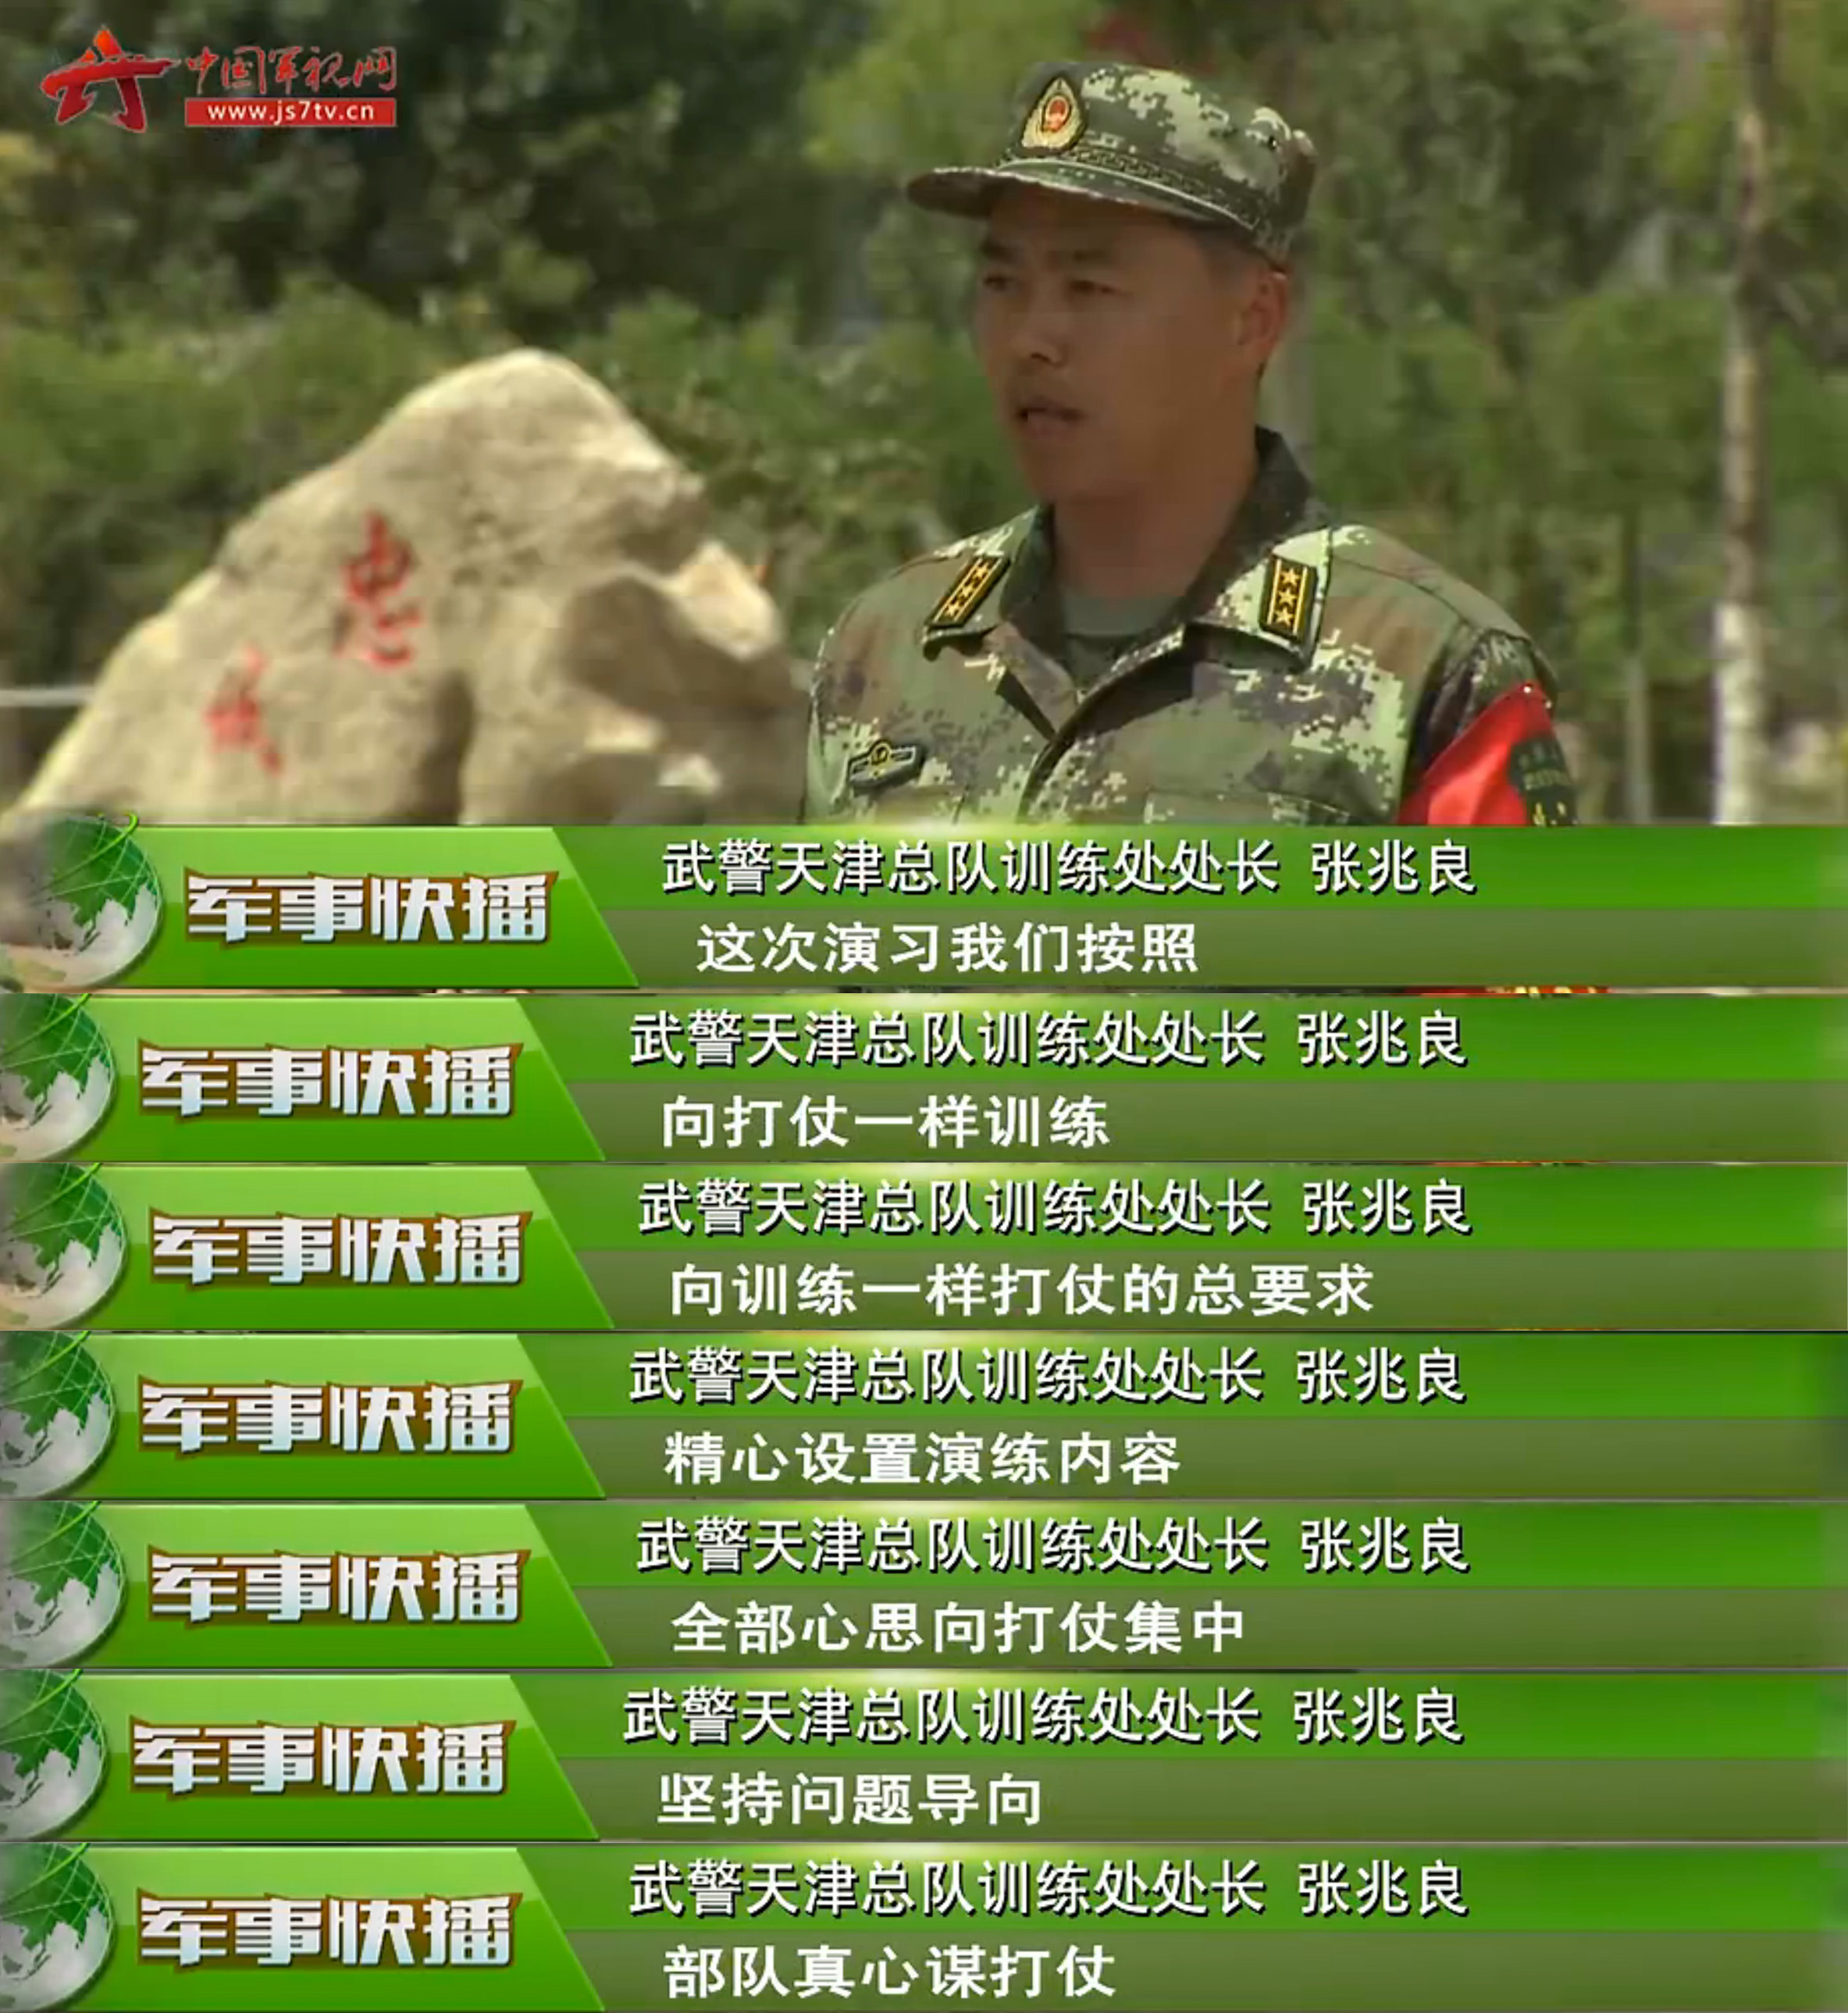 中国军视网
www.js7tv.cn
忠
诚
军事快播
武警天津总队训练处处长 张兆良
这次演习我们按照
军事快播
武警天津总队训练处处长 张兆良
向打仗一样训练
军事快播
武警天津总队训练处处长 张兆良
向训练一样打仗的总要求
军事快播
武警天津总队训练处处长 张兆良
精心设置演练内容
军事快播
武警天津总队训练处处长 张兆良
全部心思向打仗集中
军事快播
武警天津总队训练处处长 张兆良
坚持问题导向
军事快播
武警天津总队训练处处长 张兆良
部队真心谋打仗